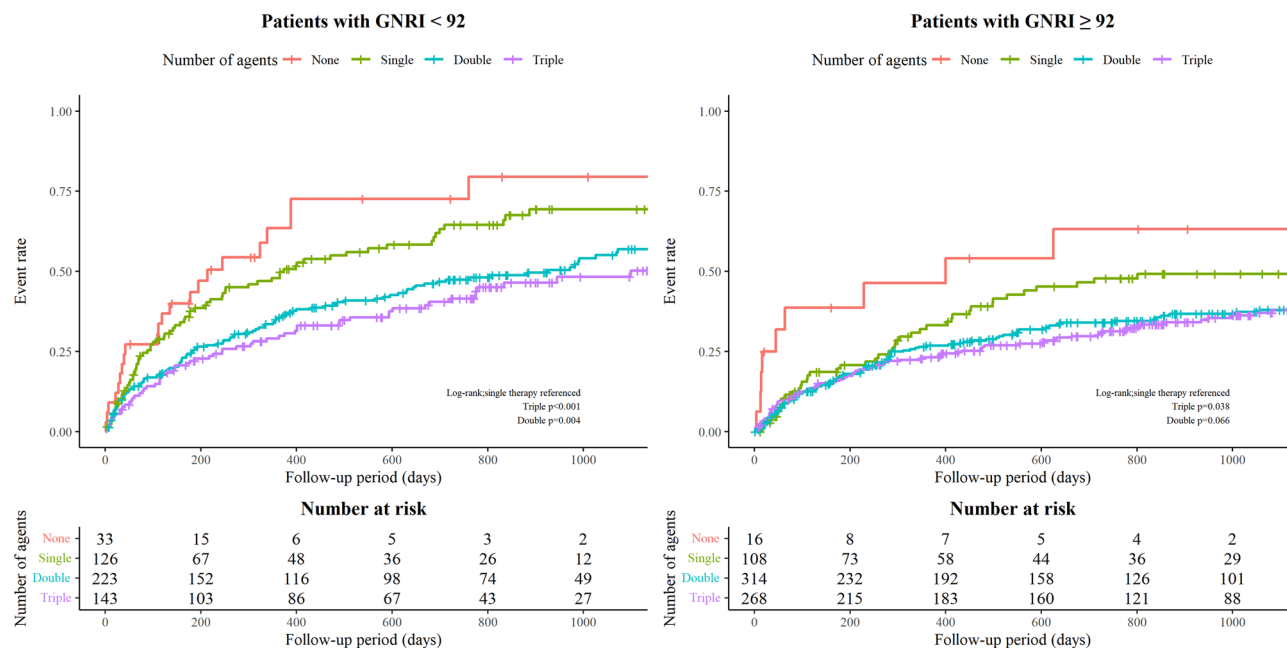 Patients with GNRI < 92
Number of agents None Single Double Triple
Event rate
1.00
0.75
0.50
0.25
0.00
Log-rank;single therapy referenced
Triple p<0.001
Double p=0.004
0 200 400 600 800 1000
Follow-up period (days)
Number at risk
Number of agents
None 33 15 6 5 3 2
Single 126 67 48 36 26 12
Double 223 152 116 98 74 49
Triple 143 103 86 67 43 27
0 200 400 600 800 1000
Follow-up period (days)
Patients with GNRI ≥ 92
Number of agents None Single Double Triple
Event rate
1.00
0.75
0.50
0.25
0.00
Log-rank;single therapy referenced
Triple p=0.038
Double p=0.066
0 200 400 600 800 1000
Follow-up period (days)
Number at risk
Number of agents
None 16 8 7 5 4 2
Single 108 73 58 44 36 29
Double 314 232 192 158 126 101
Triple 268 215 183 160 121 88
0 200 400 600 800 1000
Follow-up period (days)